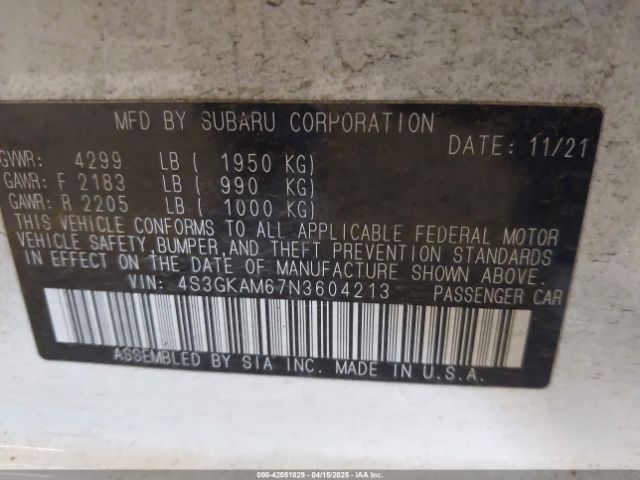 MFD BY SUBARU CORPORATION DATE: 11/21
GVWR: 4299 LB ( 1950 KG)
GAWR: F 2183 LB ( 990 KG)
GAWR: R 2205 LB ( 1000 KG)
THIS VEHICLE CONFORMS TO ALL APPLICABLE FEDERAL MOTOR
VEHICLE SAFETY, BUMPER, AND THEFT PREVENTION STANDARDS
IN EFFECT ON THE DATE OF MANUFACTURE SHOWN ABOVE.
VIN: 4S3GKAM67N3604213 PASSENGER CAR
ASSEMBLED BY SIA INC. MADE IN U.S.A.
000-42051829 - 04/15/2025 - IAAI